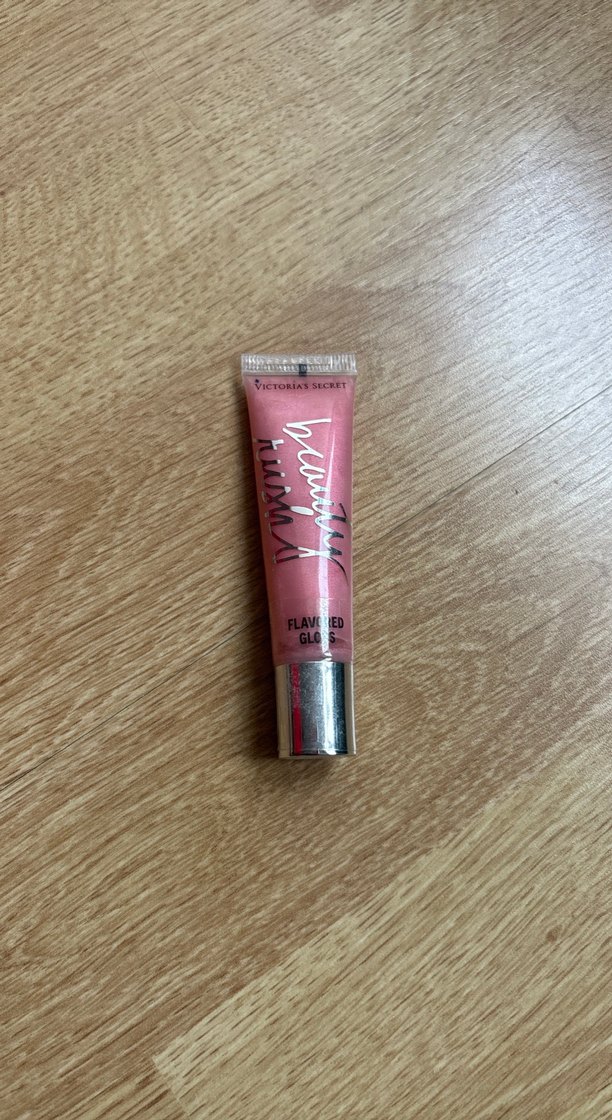 VICTORIA'S SECRET
beauty
rush
FLAVORED
GLOSS